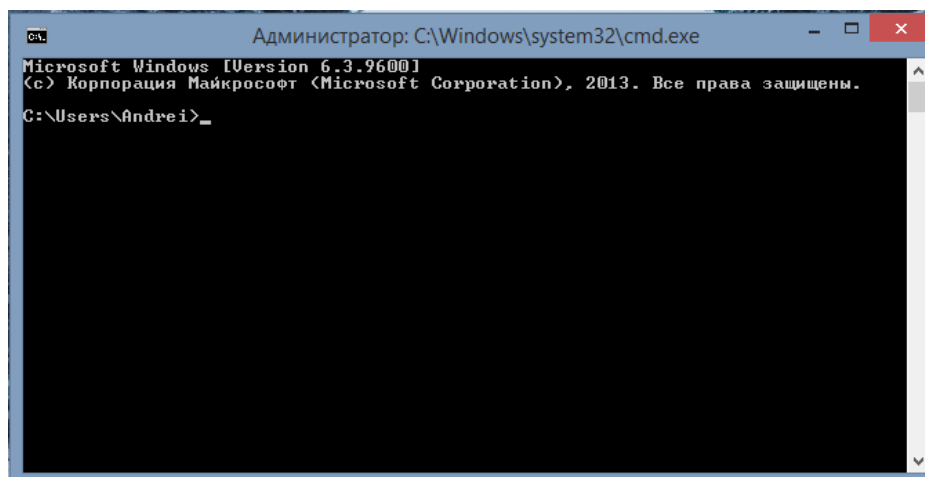 Администратор: C:\Windows\system32\cmd.exe
Microsoft Windows [Version 6.3.9600]
(c) Корпорация Майкрософт (Microsoft Corporation), 2013. Все права защищены.
C:\Users\Andrei>_